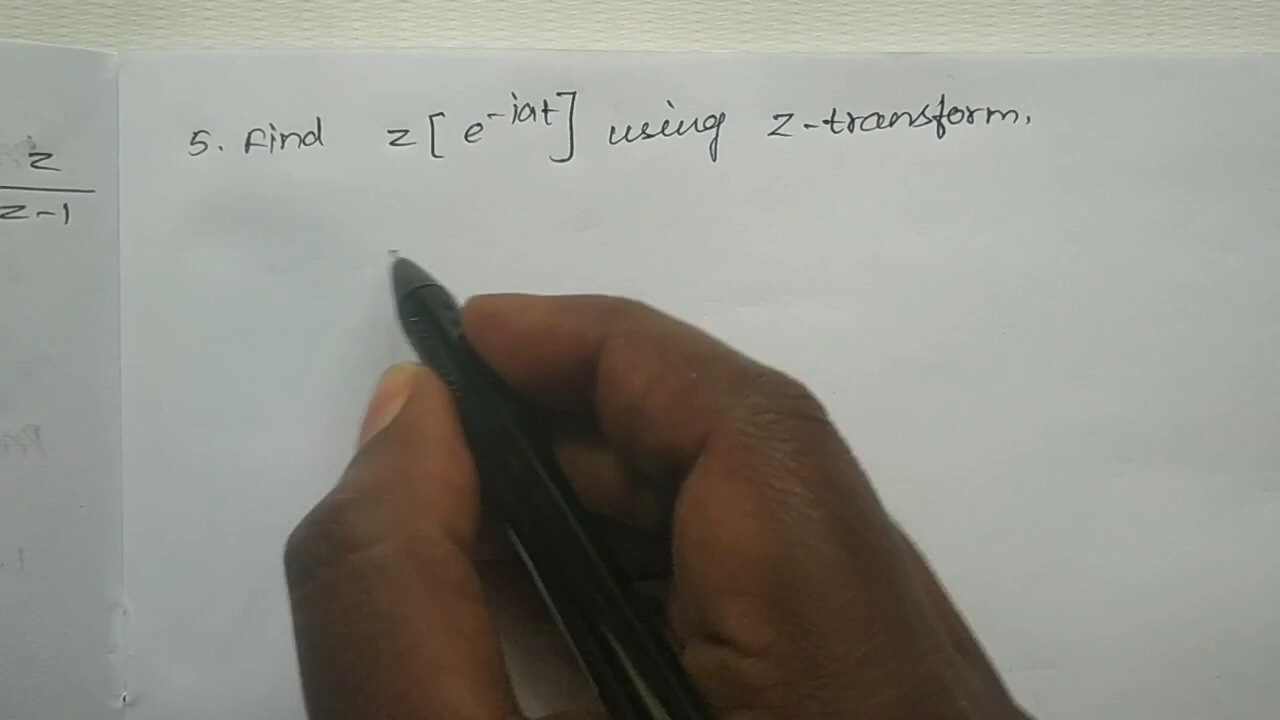 5. Find z[e^-iat] using z-transform.
z
z-1